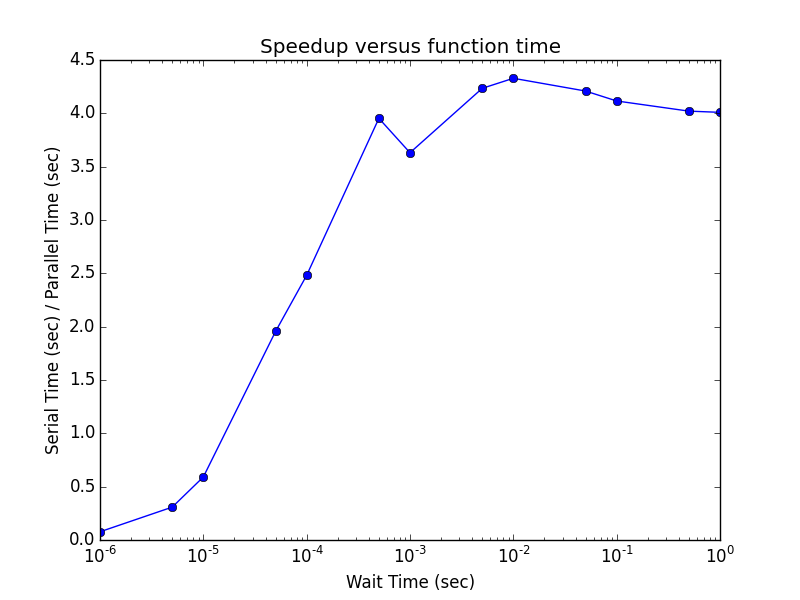 Speedup versus function time
Serial Time (sec) / Parallel Time (sec)
4.5
4.0
3.5
3.0
2.5
2.0
1.5
1.0
0.5
0.0
10⁻⁶ 10⁻⁵ 10⁻⁴ 10⁻³ 10⁻² 10⁻¹ 10⁰
Wait Time (sec)